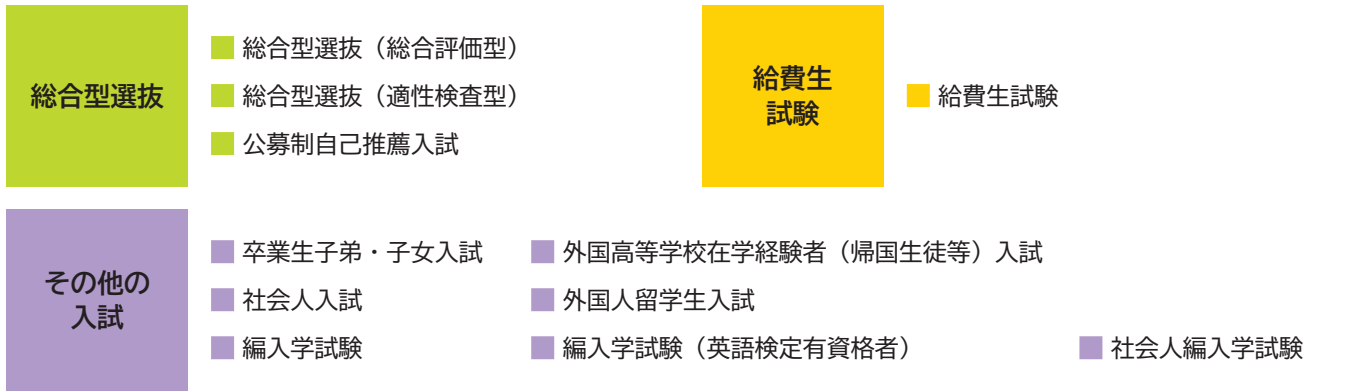 総合型選抜
総合型選抜（総合評価型）
総合型選抜（適性検査型）
公募制自己推薦入試
給費生
試験
給費生試験
その他の
入試
卒業生子弟・子女入試
外国高等学校在学経験者（帰国生徒等）入試
社会人入試
外国人留学生入試
編入学試験
編入学試験（英語検定有資格者）
社会人編入学試験